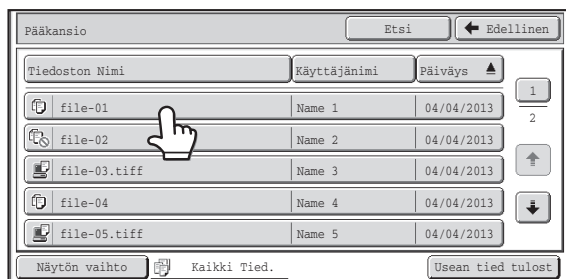 Pääkansio Etsi Edellinen
Tiedoston Nimi Käyttäjänimi Päiväys
file-01 Name 1 04/04/2013 1
file-02 Name 2 04/04/2013 2
file-03.tiff Name 3 04/04/2013
file-04 Name 4 04/04/2013
file-05.tiff Name 5 04/04/2013
Näytön vaihto Kaikki Tied. Usean tied tulost